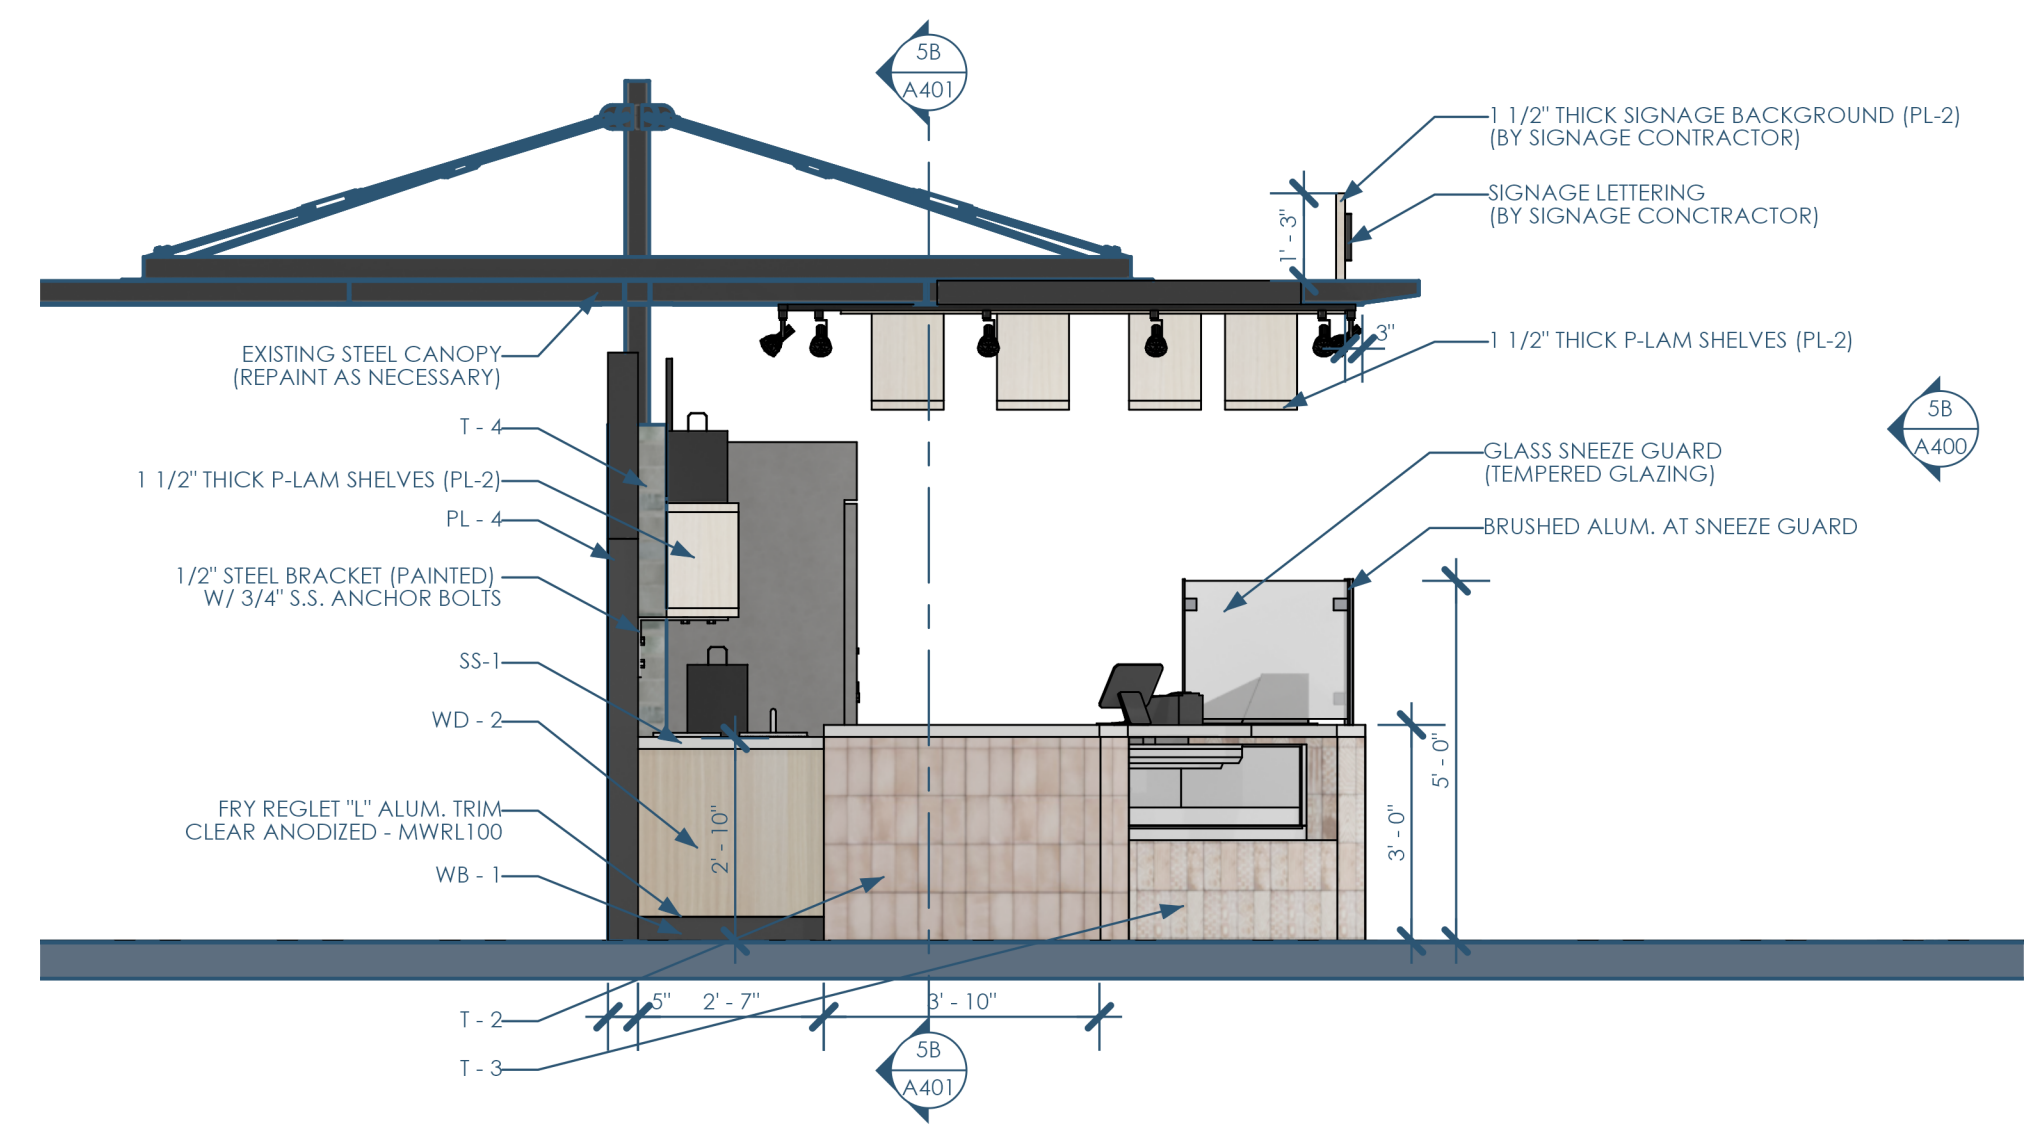 5B
A401
1 1/2" THICK SIGNAGE BACKGROUND (PL-2)
(BY SIGNAGE CONTRACTOR)
SIGNAGE LETTERING
(BY SIGNAGE CONCTRACTOR)
1' - 3"
3"
1 1/2" THICK P-LAM SHELVES (PL-2)
EXISTING STEEL CANOPY
(REPAINT AS NECESSARY)
T - 4
1 1/2" THICK P-LAM SHELVES (PL-2)
PL - 4
1/2" STEEL BRACKET (PAINTED)
W/ 3/4" S.S. ANCHOR BOLTS
SS-1
WD - 2
FRY REGLET "L" ALUM. TRIM
CLEAR ANODIZED - MWRL100
WB - 1
T - 2
T - 3
5B
A400
GLASS SNEEZE GUARD
(TEMPERED GLAZING)
BRUSHED ALUM. AT SNEEZE GUARD
5' - 0"
3' - 0"
2' - 10"
5"
2' - 7"
3' - 10"
5B
A401